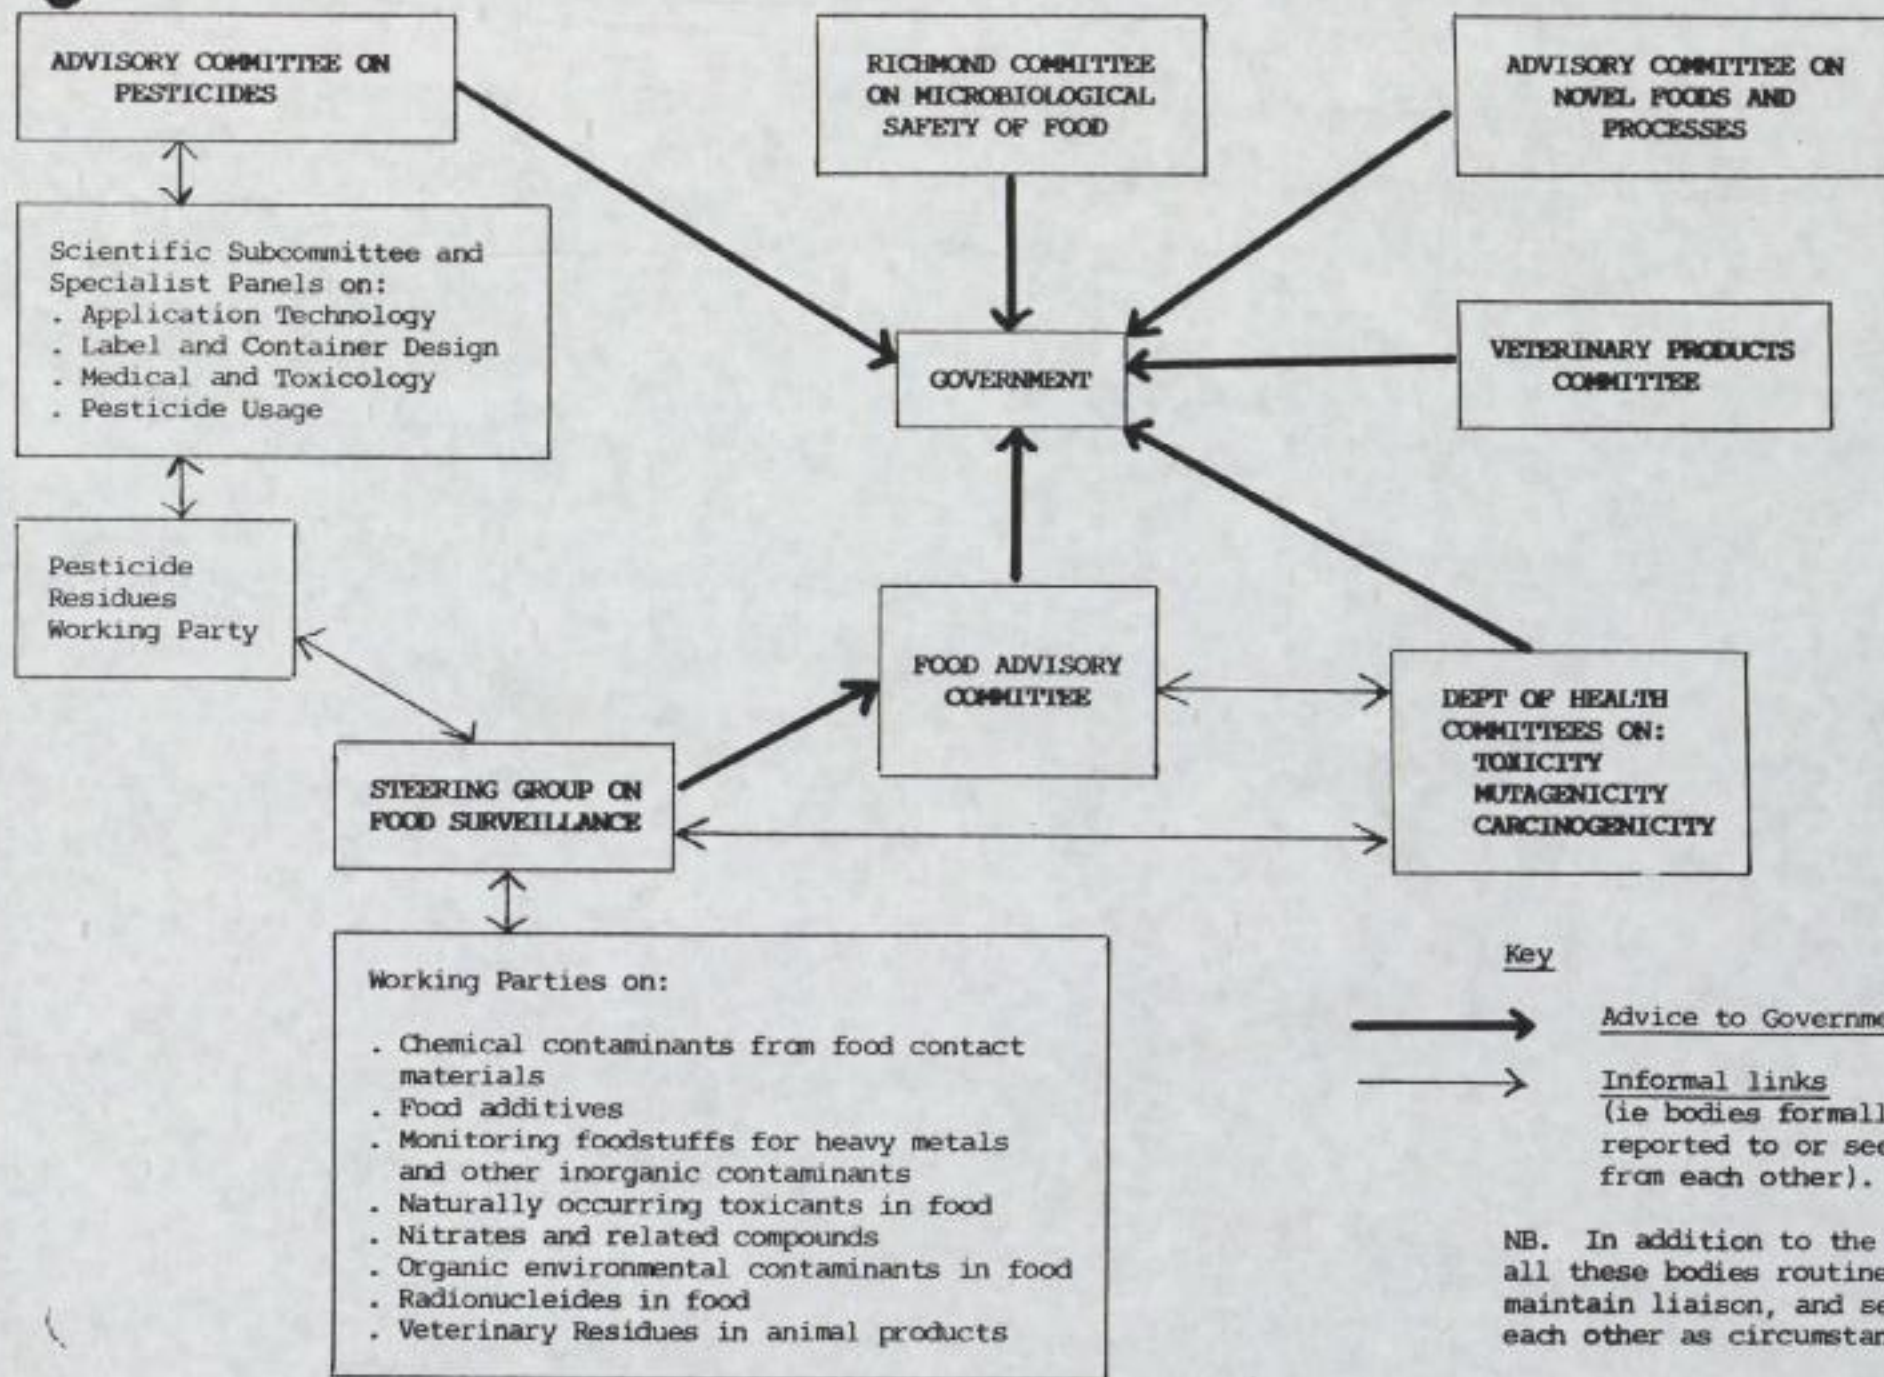 ADVISORY COMMITTEE ON
PESTICIDES
RICHMOND COMMITTEE
ON MICROBIOLOGICAL
SAFETY OF FOOD
ADVISORY COMMITTEE ON
NOVEL FOODS AND
PROCESSES
Scientific Subcommittee and
Specialist Panels on:
. Application Technology
. Label and Container Design
. Medical and Toxicology
. Pesticide Usage
GOVERNMENT
VETERINARY PRODUCTS
COMMITTEE
Pesticide
Residues
Working Party
FOOD ADVISORY
COMMITTEE
DEPT OF HEALTH
COMMITTEES ON:
TOXICITY
MUTAGENICITY
CARCINOGENICITY
STEERING GROUP ON
FOOD SURVEILLANCE
Working Parties on:
. Chemical contaminants from food contact
materials
. Food additives
. Monitoring foodstuffs for heavy metals
and other inorganic contaminants
. Naturally occurring toxicants in food
. Nitrates and related compounds
. Organic environmental contaminants in food
. Radionucleides in food
. Veterinary Residues in animal products
Key
Advice to
Informal links
(ie bodies
reported to or
from each other).
NB. In addition to the
all these bodies
maintain liaison, and
each other as